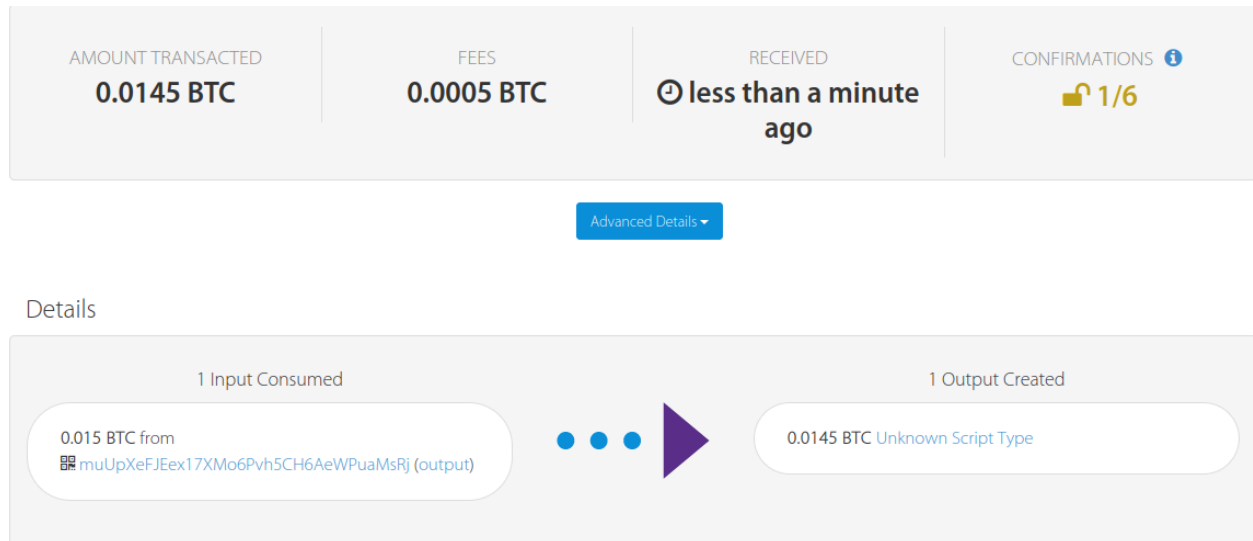 AMOUNT TRANSACTED
0.0145 BTC
FEES
0.0005 BTC
RECEIVED
less than a minute
ago
CONFIRMATIONS
1/6
Advanced Details
Details
1 Input Consumed
0.015 BTC from
muUpXeFJEex17XMo6Pvh5CH6AeWPuaMsRj (output)
1 Output Created
0.0145 BTC Unknown Script Type